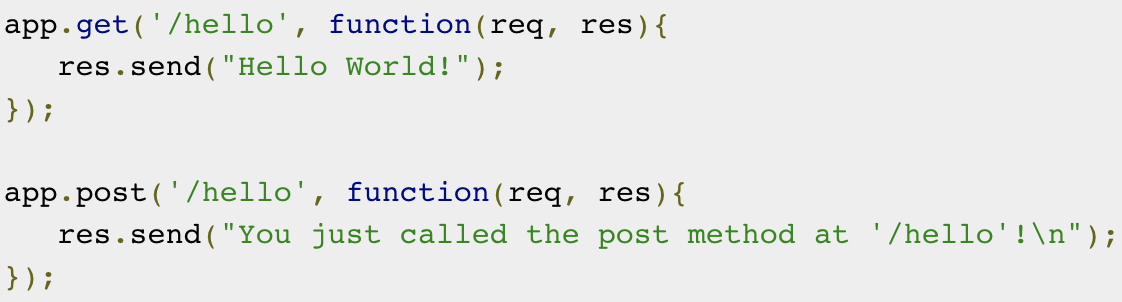 app.get('/hello', function(req, res){
   res.send("Hello World!");
});

app.post('/hello', function(req, res){
   res.send("You just called the post method at '/hello'!\n");
});